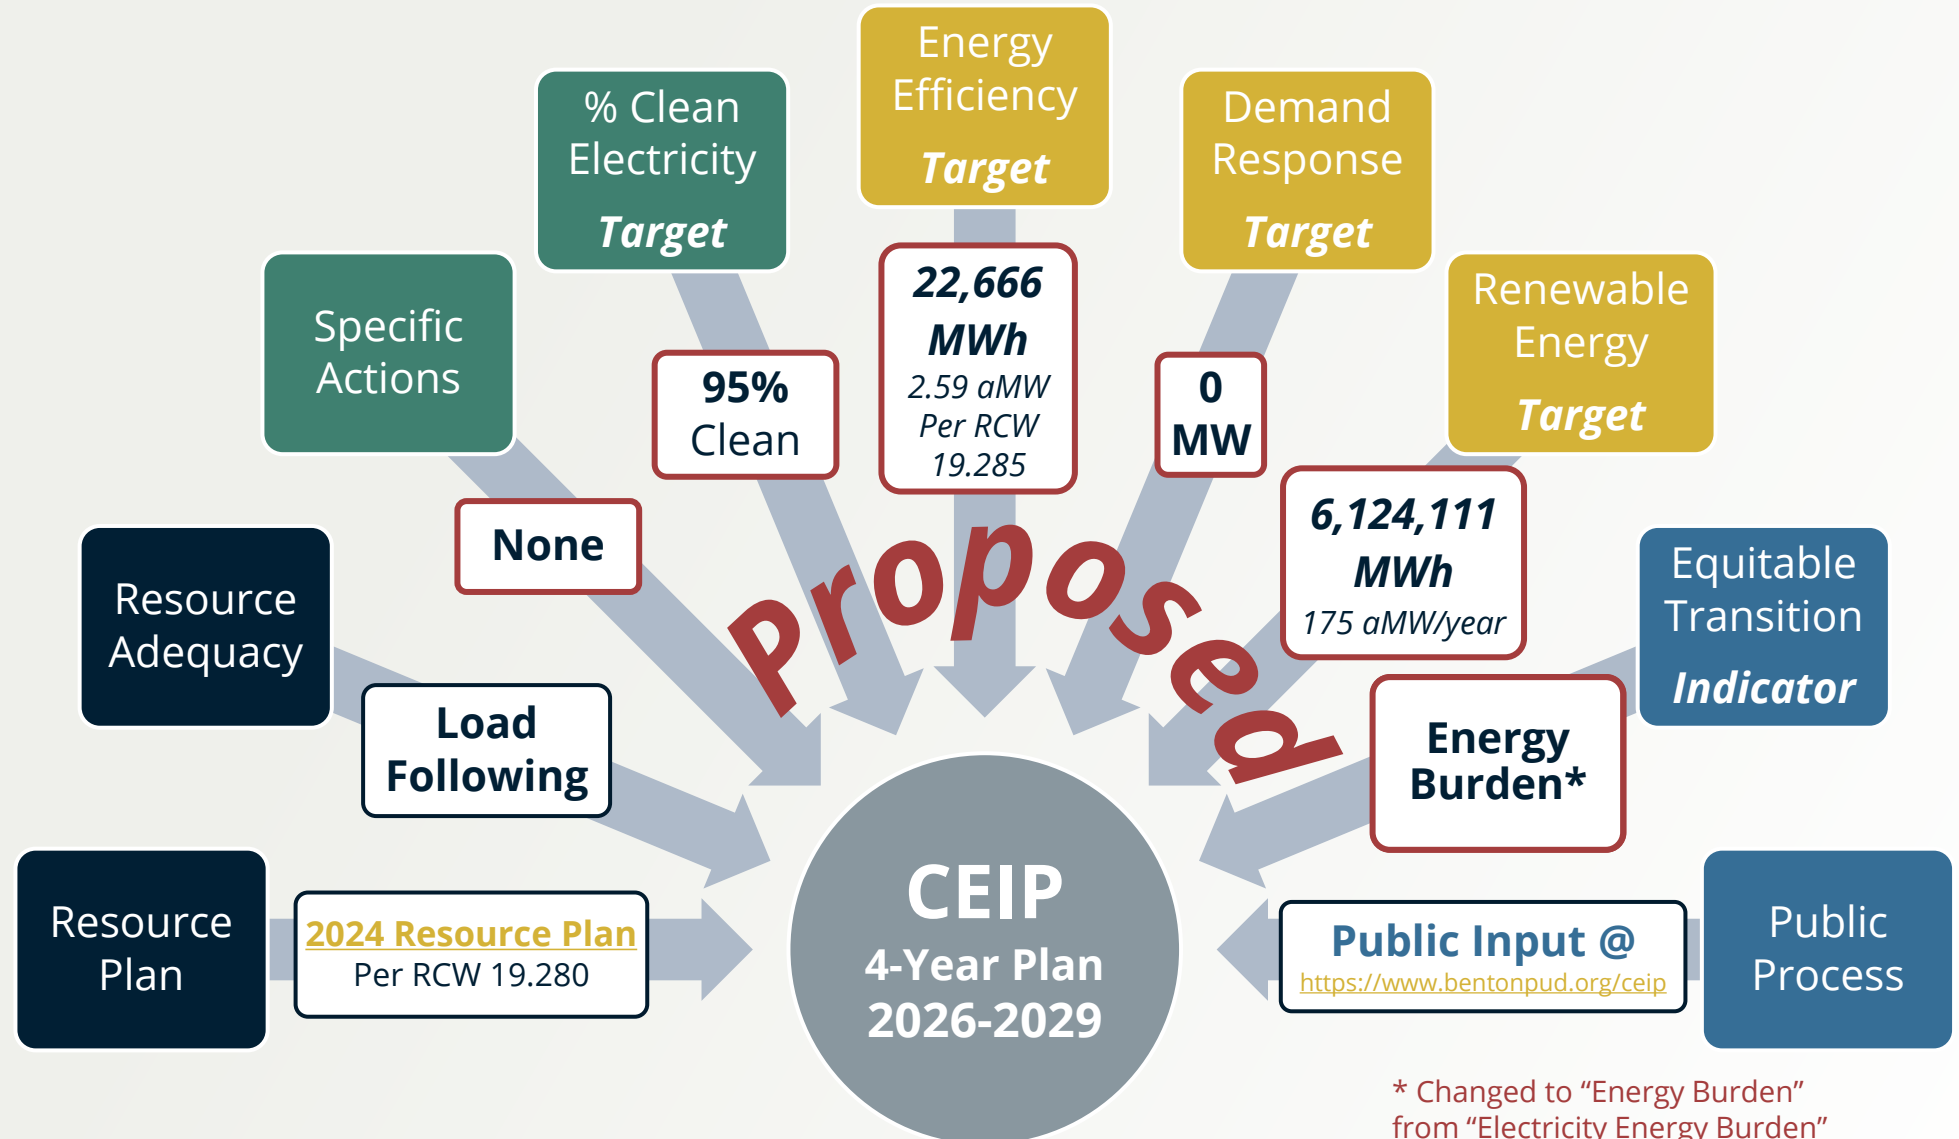 Resource
Plan
2024 Resource Plan
Per RCW 19.280
Resource
Adequacy
Load
Following
Specific
Actions
None
% Clean
Electricity
Target
95%
Clean
Energy
Efficiency
Target
22,666
MWh
2.59 aMW
Per RCW
19.285
Demand
Response
Target
0
MW
Renewable
Energy
Target
6,124,111
MWh
175 aMW/year
Equitable
Transition
Indicator
Energy
Burden*
Public
Process
Public Input @
https://www.bentonpud.org/ceip
Proposed
CEIP
4-Year Plan
2026-2029
* Changed to “Energy Burden”
from “Electricity Energy Burden”